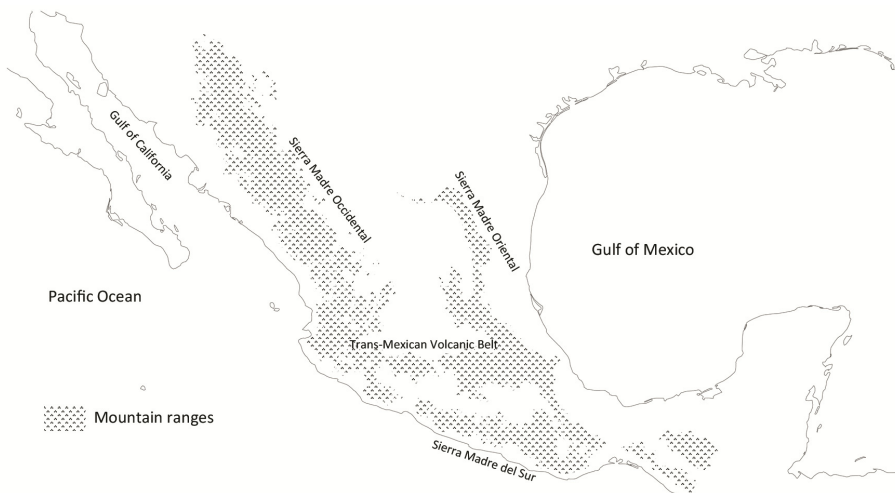 Gulf of California
Sierra Madre Occidental
Sierra Madre Oriental
Gulf of Mexico
Pacific Ocean
Trans-Mexican Volcanic Belt
Mountain ranges
Sierra Madre del Sur